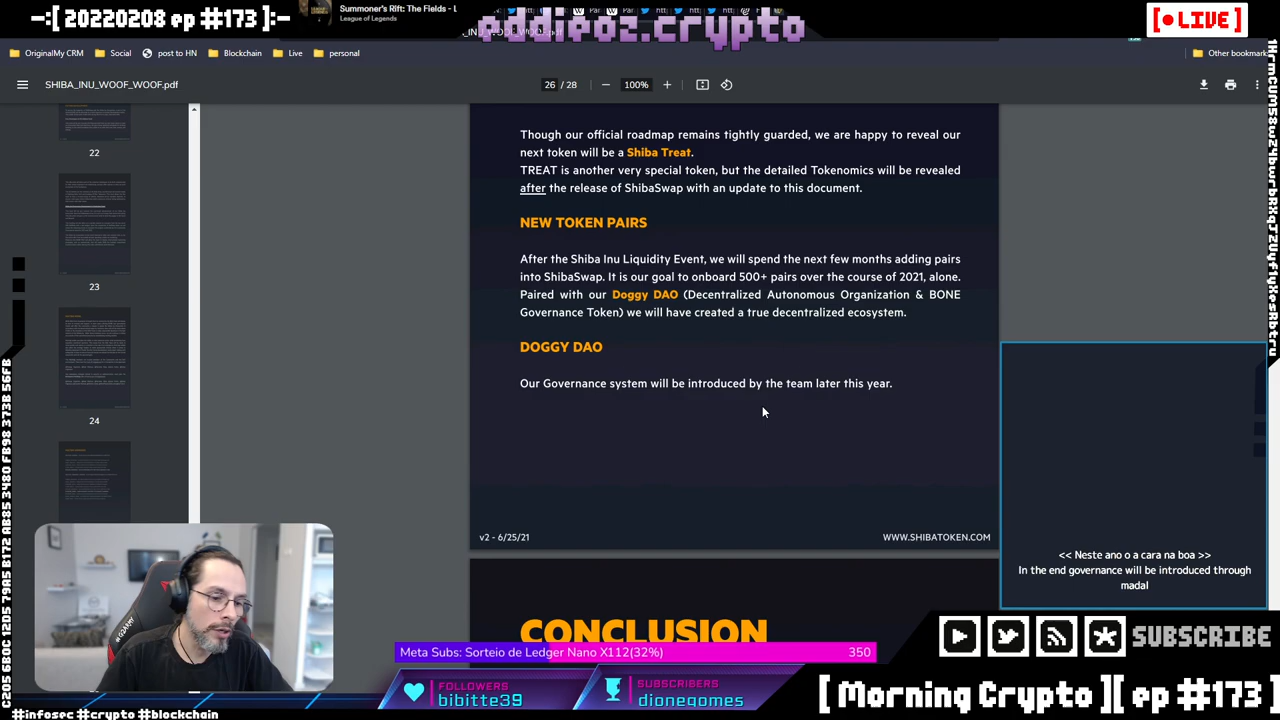 -:[ 20220208 ep #173 ]:-
Summoner's Rift: The Fields - L
League of Legends
eddieoz.crypto
[ LIVE ]
OriginalMy CRM
Social
post to HN
Blockchain
Live
personal
Other bookmark
SHIBA_INU_WOOF_WOOF.pdf
26 / 28
100%
22
23
24
Though our official roadmap remains tightly guarded, we are happy to reveal our
next token will be a Shiba Treat.
TREAT is another very special token, but the detailed Tokenomics will be revealed
after the release of ShibaSwap with an update to this document.
NEW TOKEN PAIRS
After the Shiba Inu Liquidity Event, we will spend the next few months adding pairs
into ShibaSwap. It is our goal to onboard 500+ pairs over the course of 2021, alone.
Paired with our Doggy DAO (Decentralized Autonomous Organization & BONE
Governance Token) we will have created a true decentralized ecosystem.
DOGGY DAO
Our Governance system will be introduced by the team later this year.
v2 - 6/25/21
WWW.SHIBATOKEN.COM
CONCLUSION
<< Neste ano o a cara na boa >>
In the end governance will be introduced through
madal
Meta Subs: Sorteio de Ledger Nano X112(32%)
350
SUBSCRIBE
FOLLOWERS
bibitte39
SUBSCRIBERS
dionegomes
[ Morning Crypto ][ ep #173 ]
#infosec #crypto #blockchain